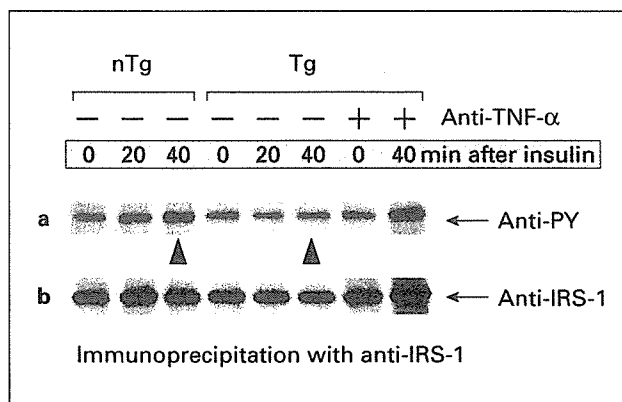 nTg Tg
− − − − − − + + Anti-TNF-α
0 20 40 0 20 40 0 40 min after insulin
a Anti-PY
b Anti-IRS-1
Immunoprecipitation with anti-IRS-1